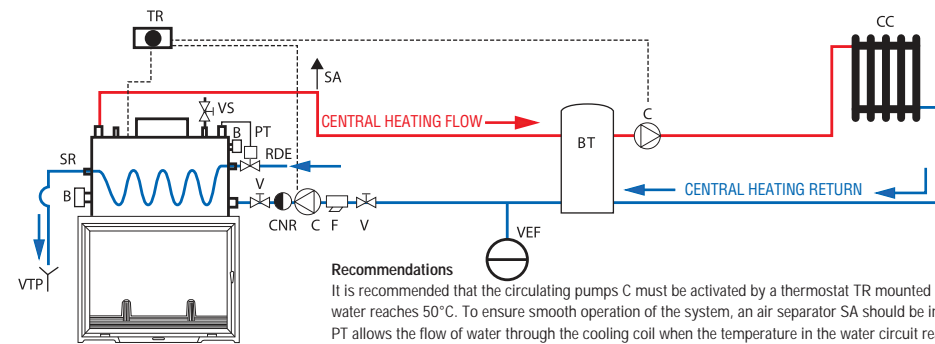 TR
CC
SA
VS
B
PT
C
CENTRAL HEATING FLOW
BT
RDE
SR
V
B
CENTRAL HEATING RETURN
CNR
C
F
V
VEF
VTP
Recommendations
It is recommended that the circulating pumps C must be activated by a thermostat TR mounted
water reaches 50°C. To ensure smooth operation of the system, an air separator SA should be
PT allows the flow of water through the cooling coil when the temperature in the water circuit